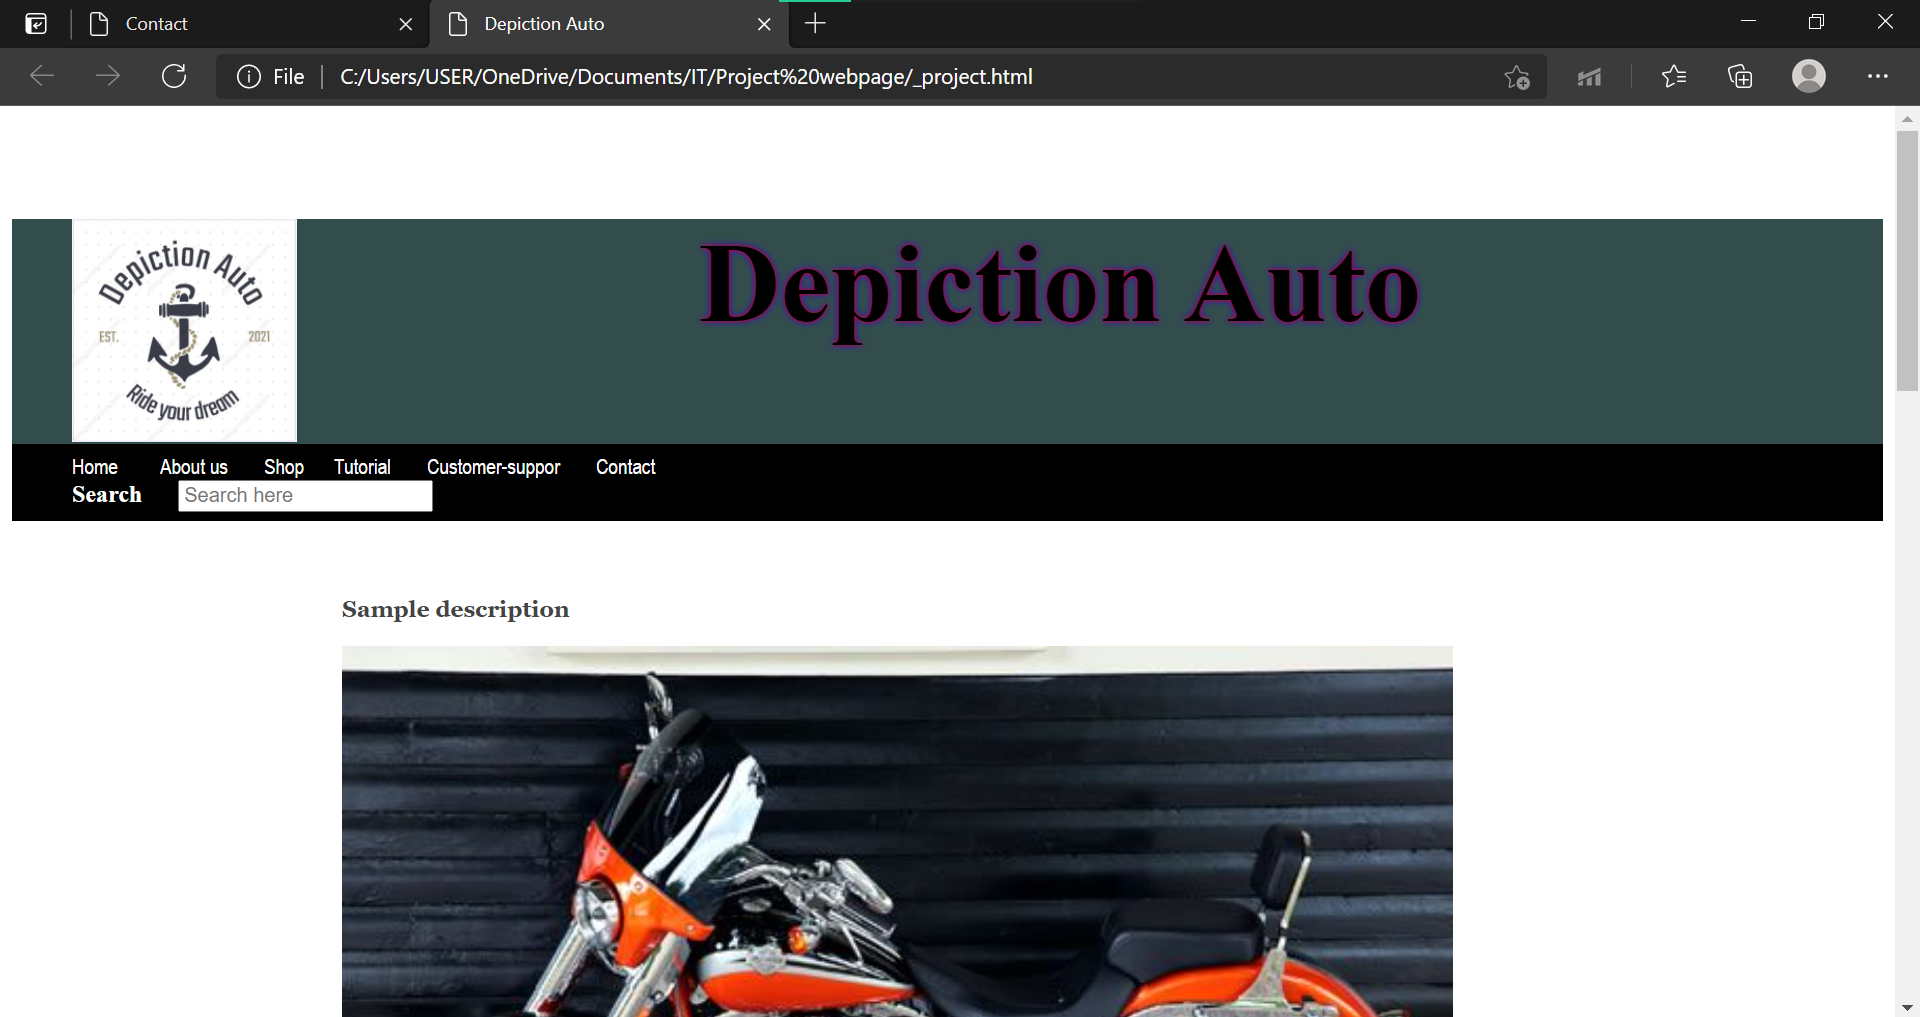 Contact
Depiction Auto
File
C:/Users/USER/OneDrive/Documents/IT/Project%20webpage/_project.html
Depiction Auto
EST. 2021
Ride your dream
Depiction Auto
Home About us Shop Tutorial Customer-suppor Contact
Search Search here
Sample description